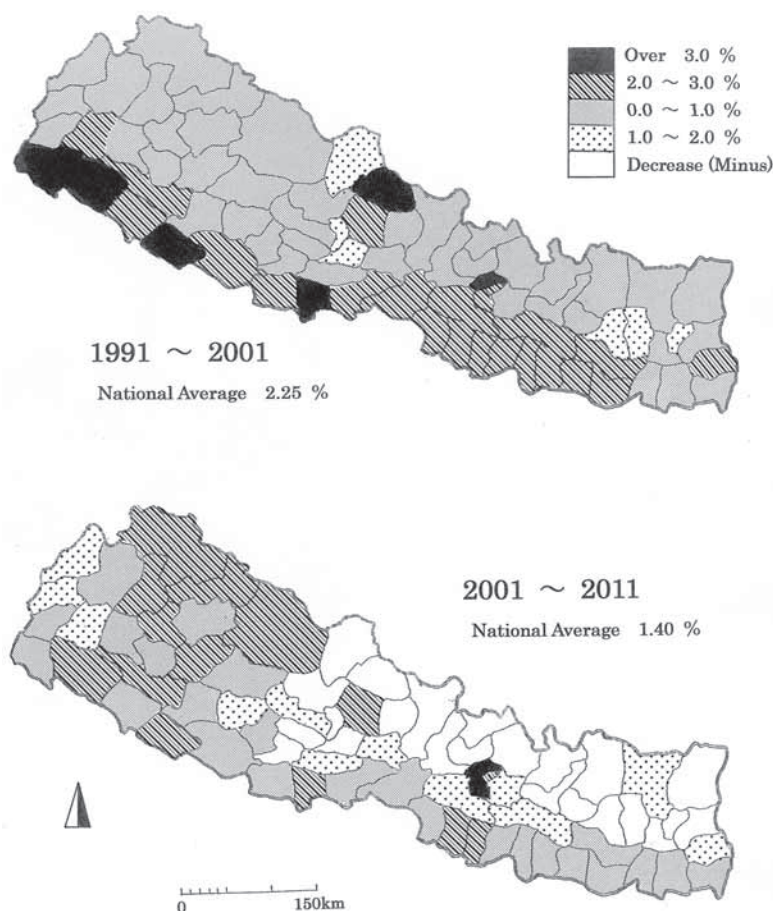 Over 3.0 %
2.0 ~ 3.0 %
0.0 ~ 1.0 %
1.0 ~ 2.0 %
Decrease (Minus)
1991 ~ 2001
National Average 2.25 %
2001 ~ 2011
National Average 1.40 %
0 150km